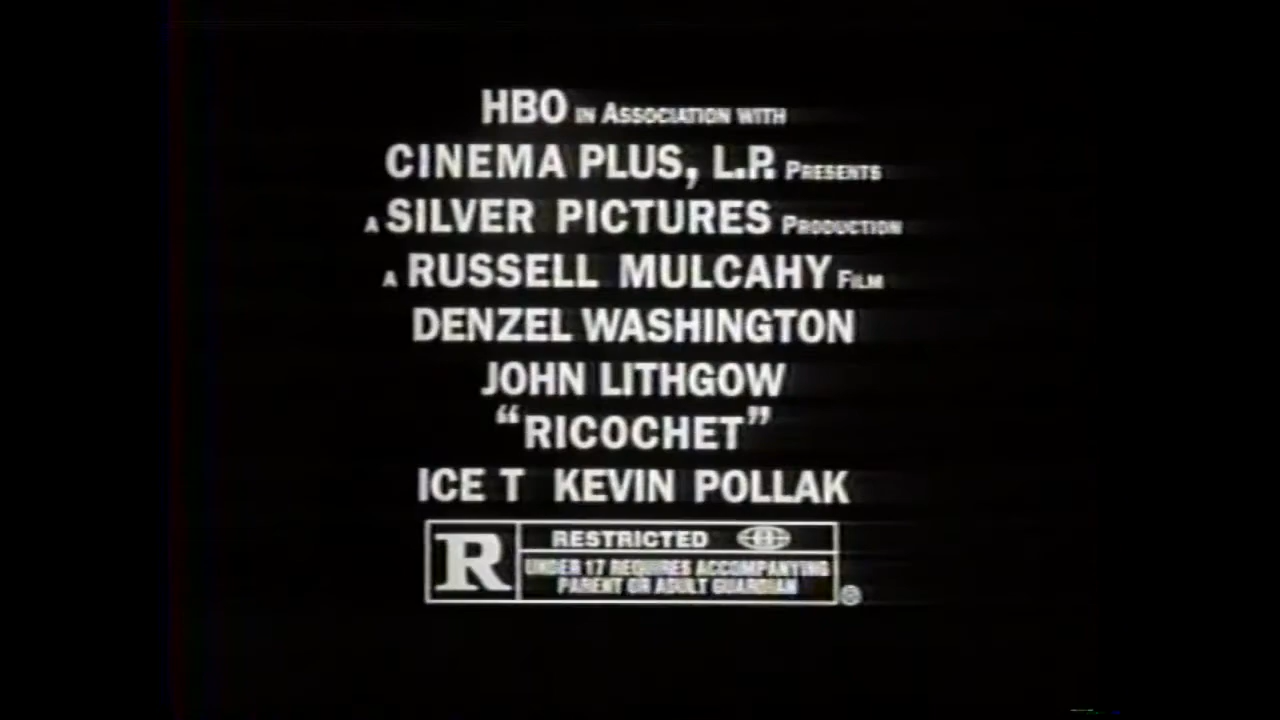 HBO IN ASSOCIATION WITH
CINEMA PLUS, L.P. PRESENTS
A SILVER PICTURES PRODUCTION
A RUSSELL MULCAHY FILM
DENZEL WASHINGTON
JOHN LITHGOW
“RICOCHET”
ICE T KEVIN POLLAK
R RESTRICTED
UNDER 17 REQUIRES ACCOMPANYING
PARENT OR ADULT GUARDIAN
®